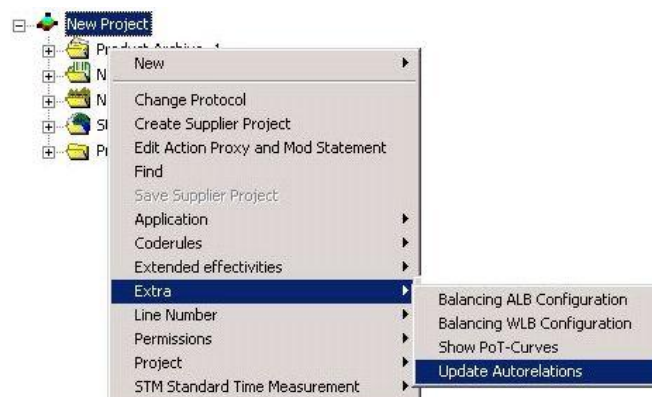 New Project
New
Change Protocol
Create Supplier Project
Edit Action Proxy and Mod Statement
Find
Save Supplier Project
Application
Coderules
Extended effectivities
Extra
Line Number
Permissions
Project
STM Standard Time Measurement
Balancing ALB Configuration
Balancing WLB Configuration
Show PoT-Curves
Update Autorelations